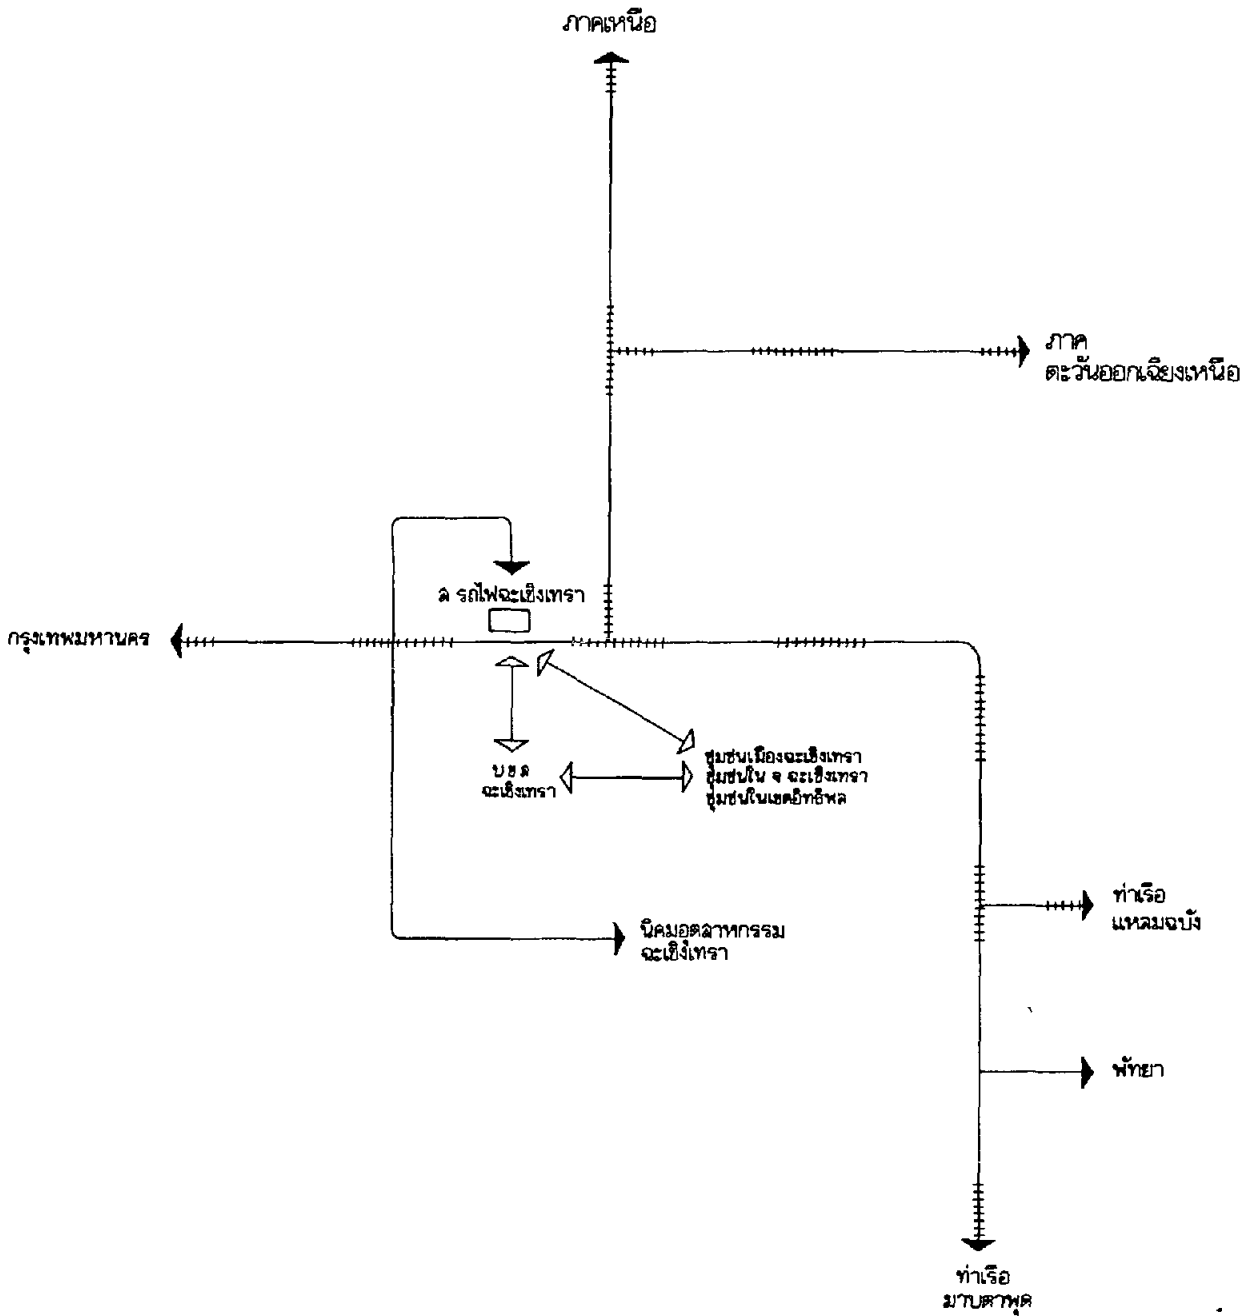 ภาคเหนือ
ภาค
ตะวันออกเฉียงเหนือ
ส รถไฟฉะเชิงเทรา
กรุงเทพมหานคร
ชุมชนเมืองฉะเชิงเทรา
ชุมชนใน จ ฉะเชิงเทรา
ชุมชนในเขตอิทธิพล
บ ข ส
ฉะเชิงเทรา
ท่าเรือ
แหลมฉบัง
นิคมอุตสาหกรรม
ฉะเชิงเทรา
พัทยา
ท่าเรือ
มาบตาพุด